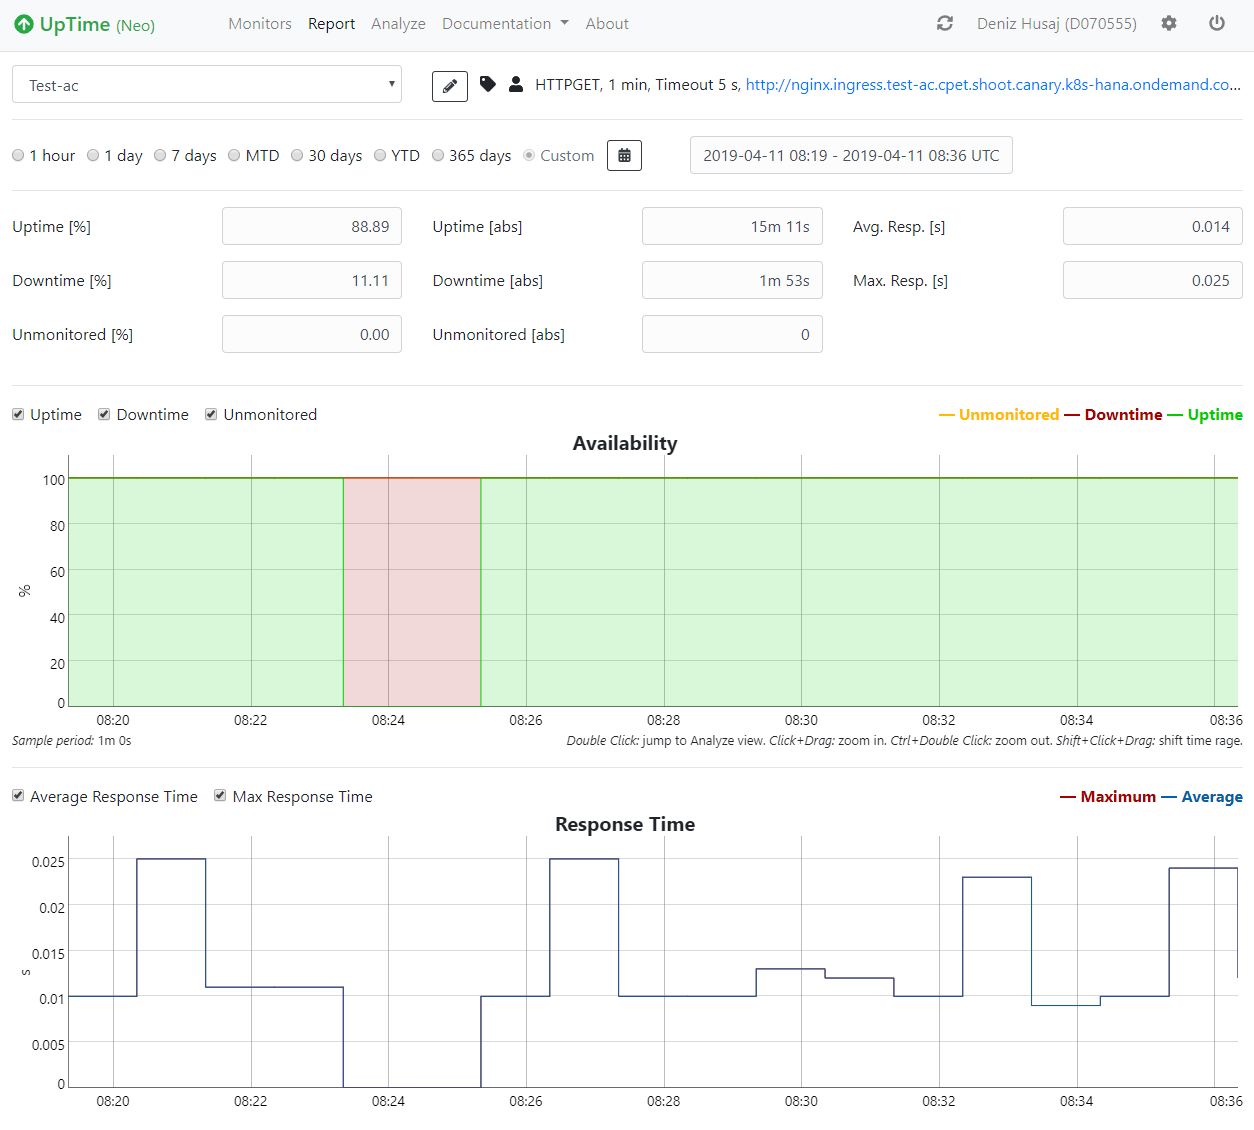 UpTime (Neo) Monitors Report Analyze Documentation About Deniz Husaj (D070555)
Test-ac HTTPGET, 1 min, Timeout 5 s, http://nginx.ingress.test-ac.cpet.shoot.canary.k8s-hana.ondemand.co...
1 hour 1 day 7 days MTD 30 days YTD 365 days Custom 2019-04-11 08:19 - 2019-04-11 08:36 UTC
Uptime [%] 88.89 Uptime [abs] 15m 11s Avg. Resp. [s] 0.014
Downtime [%] 11.11 Downtime [abs] 1m 53s Max. Resp. [s] 0.025
Unmonitored [%] 0.00 Unmonitored [abs] 0
Uptime Downtime Unmonitored — Unmonitored — Downtime — Uptime
Availability
100
80
60
%
40
20
0
08:20 08:22 08:24 08:26 08:28 08:30 08:32 08:34 08:36
Sample period: 1m 0s Double Click: jump to Analyze view. Click+Drag: zoom in. Ctrl+Double Click: zoom out. Shift+Click+Drag: shift time rage.
Average Response Time Max Response Time — Maximum — Average
Response Time
0.025
0.02
0.015
s
0.01
0.005
0
08:20 08:22 08:24 08:26 08:28 08:30 08:32 08:34 08:36